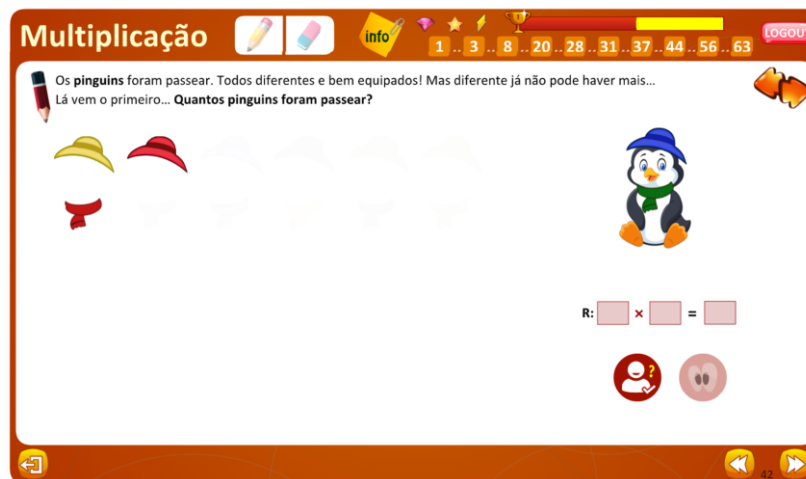 Multiplicação
info
1 .. 3 .. 8 .. 20 .. 28 .. 31 .. 37 .. 44 .. 56 .. 63
LOGOUT
Os pinguins foram passear. Todos diferentes e bem equipados! Mas diferente já não pode haver mais...
Lá vem o primeiro... Quantos pinguins foram passear?
R: × =
?
42